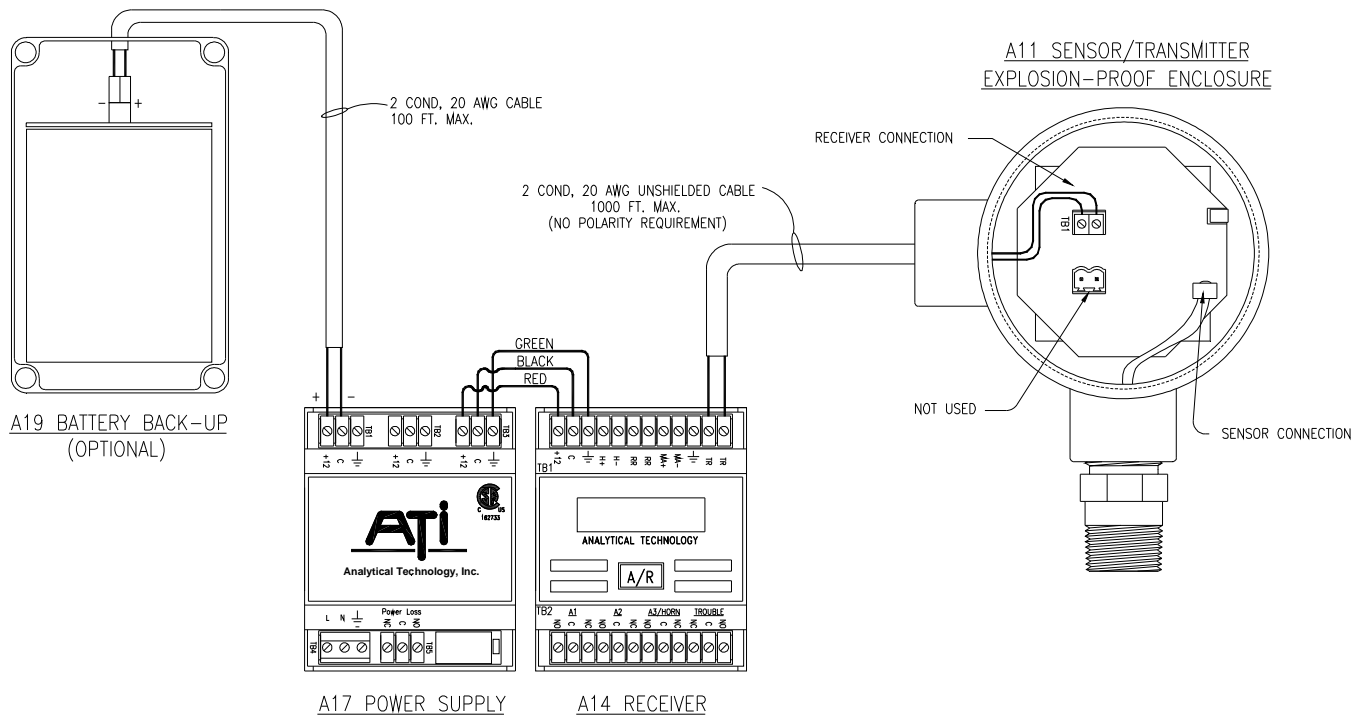 A11 SENSOR/TRANSMITTER
EXPLOSION-PROOF ENCLOSURE
- +
2 COND, 20 AWG CABLE
100 FT. MAX.
RECEIVER CONNECTION
2 COND, 20 AWG UNSHIELDED CABLE
1000 FT. MAX.
(NO POLARITY REQUIREMENT)
TB1
NOT USED
SENSOR CONNECTION
A19 BATTERY BACK-UP
(OPTIONAL)
GREEN
BLACK
RED
+ -
TB1 TB2 TB3
+12 C +12 C +12 C
C US
162733
ATi
Analytical Technology, Inc.
L N Power Loss
NC C NO
TB4 TB5
A17 POWER SUPPLY
+12 C H+ H- RR RR MA+ MA- TR TR
TB1
ANALYTICAL TECHNOLOGY
A/R
TB2 A1 A2 A3/HORN TROUBLE
NO C NC NO C NC NO C NC NC C NO
A14 RECEIVER